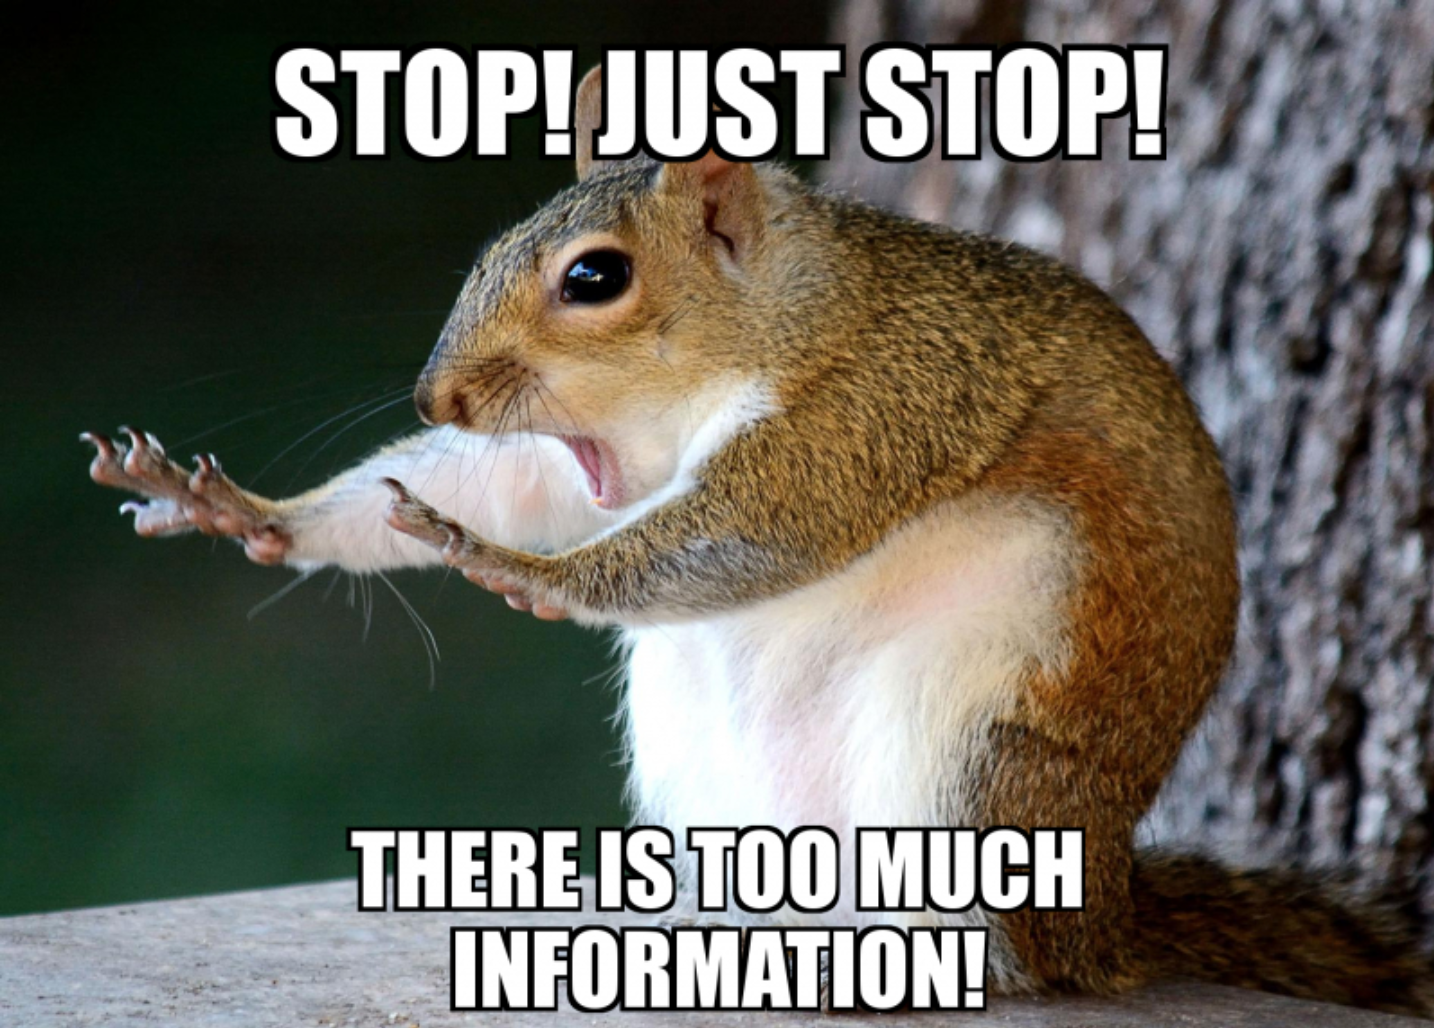 STOP! JUST STOP!
THERE IS TOO MUCH
INFORMATION!